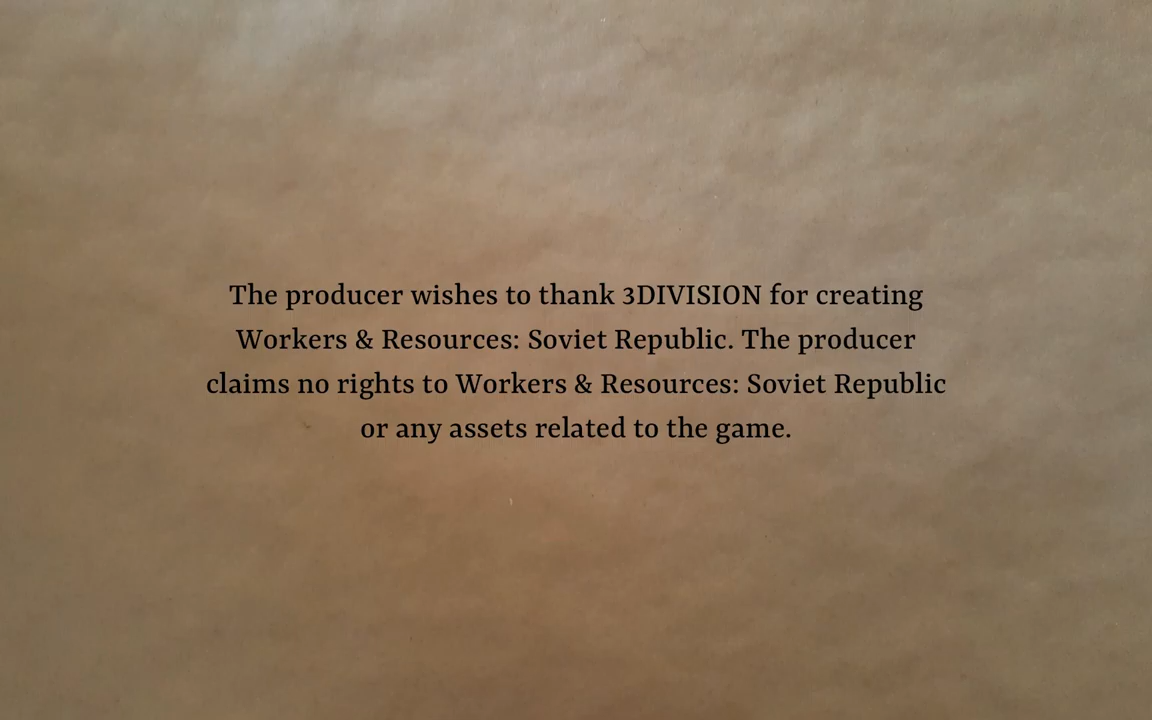 The producer wishes to thank 3DIVISION for creating
Workers & Resources: Soviet Republic. The producer
claims no rights to Workers & Resources: Soviet Republic
or any assets related to the game.